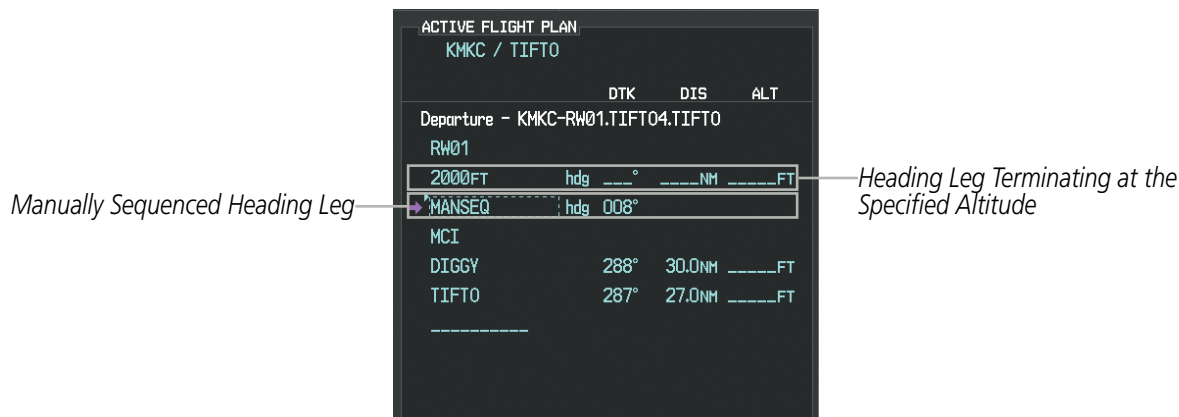 ACTIVE FLIGHT PLAN
KMKC / TIFTO
DTK DIS ALT
Departure - KMKC-RW01.TIFTO4.TIFTO
RW01
2000FT hdg ___° ____NM _____FT
MANSEQ hdg 008°
MCI
DIGGY 288° 30.0NM _____FT
TIFTO 287° 27.0NM _____FT
__________
Manually Sequenced Heading Leg
Heading Leg Terminating at the
Specified Altitude